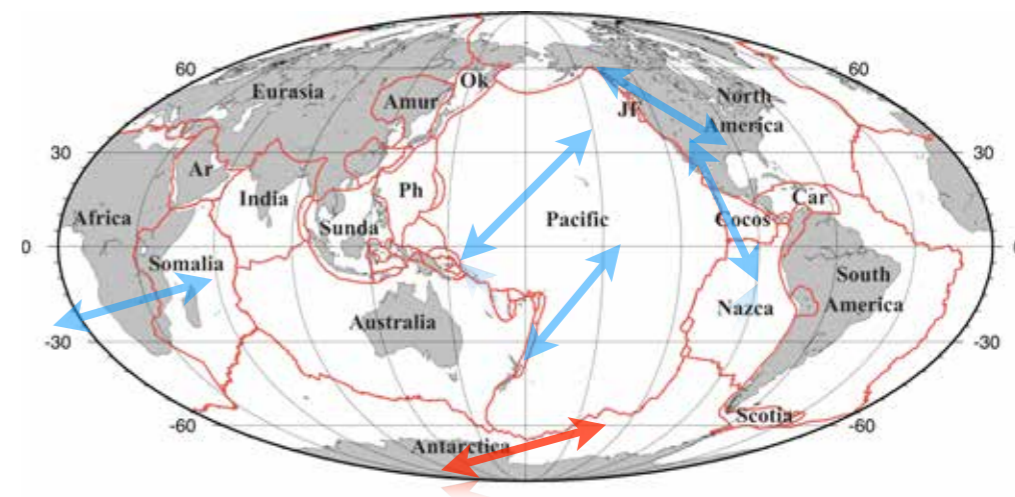 60
60
Ok
Eurasia
Amur
North
America
JF
30
30
Ar
India
Ph
Car
Africa
Sunda
Pacific
Cocos
0
Somalia
South
America
Nazca
Australia
-30
-30
Scotia
-60
-60
Antarctica